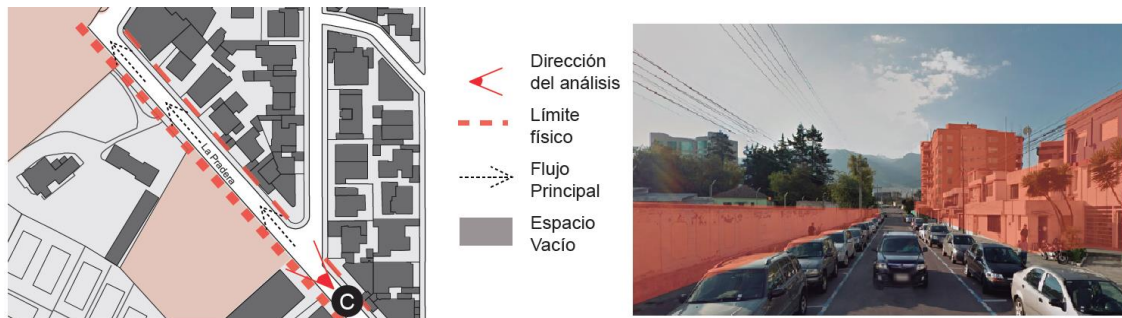 La Pradera
C
Dirección
del análisis
Límite
físico
Flujo
Principal
Espacio
Vacío